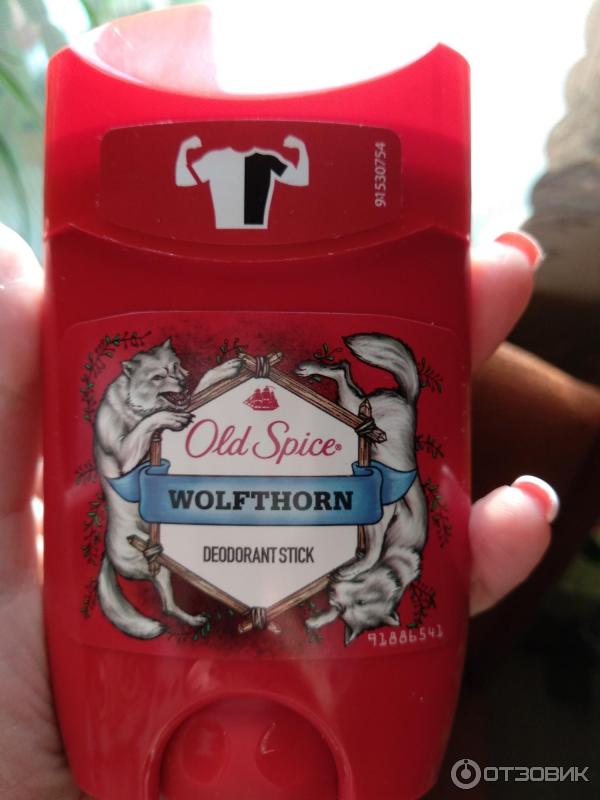 91530754
Old Spice®
WOLFTHORN
DEODORANT STICK
91886541
ОТЗОВИК